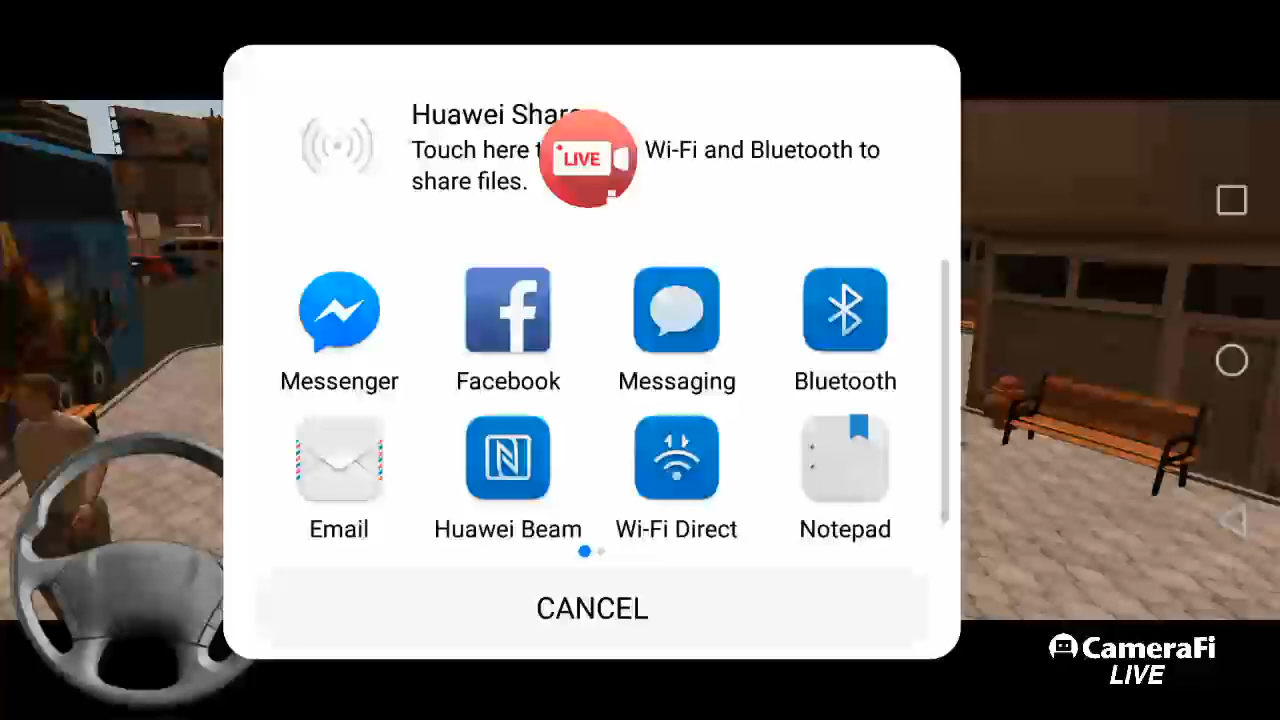 Huawei Share
Touch here t Wi-Fi and Bluetooth to
share files.
LIVE
Messenger
Facebook
Messaging
Bluetooth
Email
Huawei Beam
Wi-Fi Direct
Notepad
CANCEL
CameraFi
LIVE